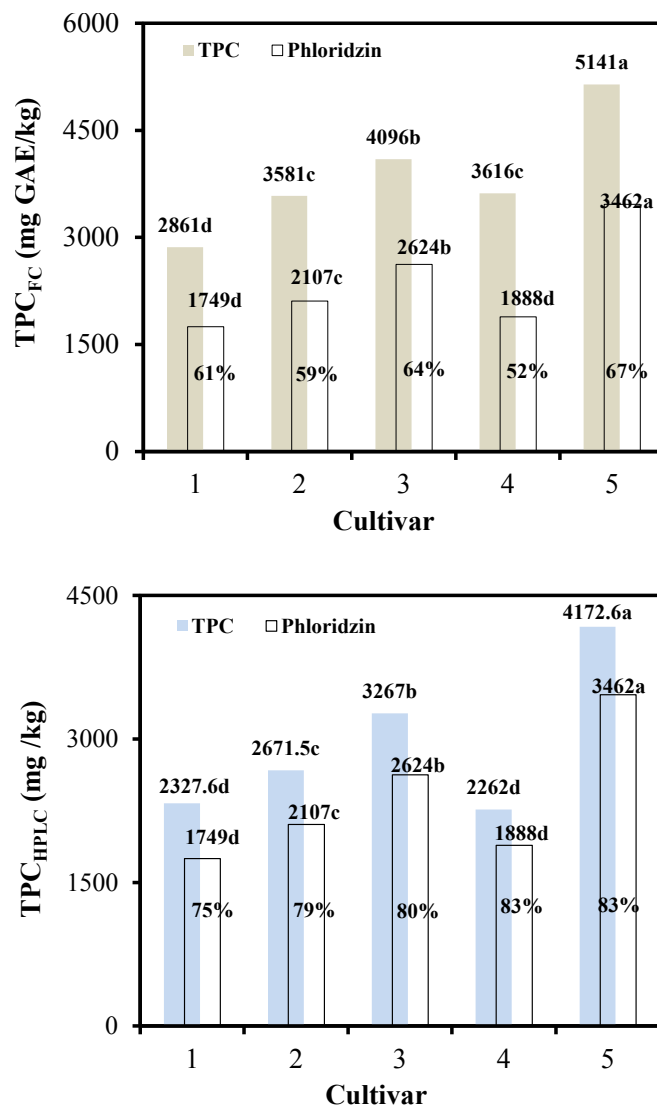 6000
TPC Phloridzin
5141a
4500
4096b
3581c
3616c
3462a
2861d
3000
2624b
2107c
1749d
1888d
1500
61%
59%
64%
52%
67%
0
1 2 3 4 5
Cultivar
TPCFC (mg GAE/kg)
4500
TPC Phloridzin
4172.6a
3462a
3267b
3000
2671.5c
2624b
2327.6d
2262d
2107c
1749d
1888d
1500
75%
79%
80%
83%
83%
0
1 2 3 4 5
Cultivar
TPCHPLC (mg /kg)